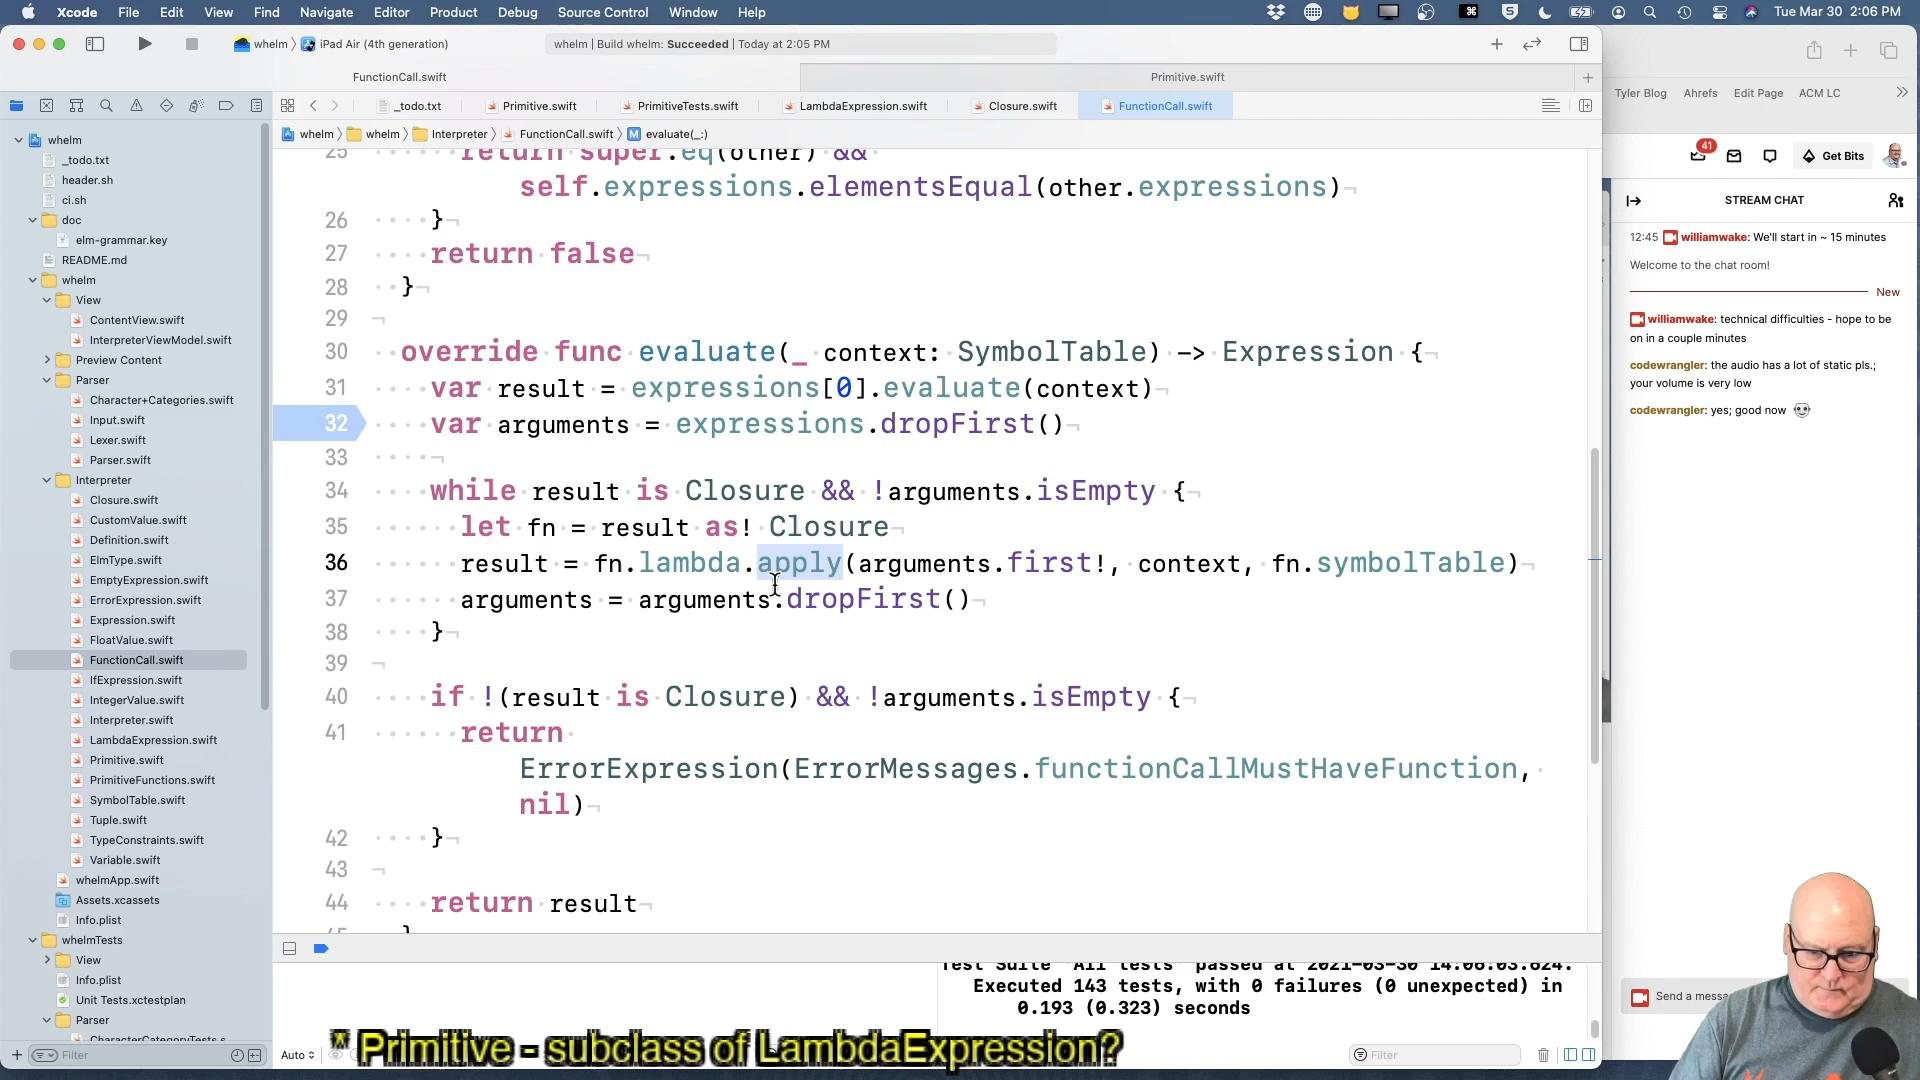 Xcode File Edit View Find Navigate Editor Product Debug Source Control Window Help
Tue Mar 30 2:06 PM
whelm iPad Air (4th generation)
whelm | Build whelm: Succeeded | Today at 2:05 PM
FunctionCall.swift
Primitive.swift
_todo.txt
Primitive.swift
PrimitiveTests.swift
LambdaExpression.swift
Closure.swift
FunctionCall.swift
whelm whelm Interpreter FunctionCall.swift M evaluate(_:)
whelm
_todo.txt
header.sh
ci.sh
doc
elm-grammar.key
README.md
whelm
View
ContentView.swift
InterpreterViewModel.swift
Preview Content
Parser
Character+Categories.swift
Input.swift
Lexer.swift
Parser.swift
Interpreter
Closure.swift
CustomValue.swift
Definition.swift
ElmType.swift
EmptyExpression.swift
ErrorExpression.swift
Expression.swift
FloatValue.swift
FunctionCall.swift
IfExpression.swift
IntegerValue.swift
Interpreter.swift
LambdaExpression.swift
Primitive.swift
PrimitiveFunctions.swift
SymbolTable.swift
Tuple.swift
TypeConstraints.swift
Variable.swift
whelmApp.swift
Assets.xcassets
Info.plist
whelmTests
View
Info.plist
Unit Tests.xctestplan
Parser
CharacterCategoryTests.s
Filter
25 return super.eq(other) &&
self.expressions.elementsEqual(other.expressions)
26 }
27 return false
28 }
29
30 override func evaluate(_ context: SymbolTable) -> Expression {
31 var result = expressions[0].evaluate(context)
32 var arguments = expressions.dropFirst()
33
34 while result is Closure && !arguments.isEmpty {
35 let fn = result as! Closure
36 result = fn.lambda.apply(arguments.first!, context, fn.symbolTable)
37 arguments = arguments.dropFirst()
38 }
39
40 if !(result is Closure) && !arguments.isEmpty {
41 return
ErrorExpression(ErrorMessages.functionCallMustHaveFunction,
nil)
42 }
43
44 return result
45 }
Test Suite 'All tests' passed at 2021-03-30 14:06:03.624.
Executed 143 tests, with 0 failures (0 unexpected) in
0.193 (0.323) seconds
Auto
Filter
* Primitive - subclass of LambdaExpression?
Tyler Blog Ahrefs Edit Page ACM LC
41
Get Bits
STREAM CHAT
12:45 williamwake: We'll start in ~ 15 minutes
Welcome to the chat room!
New
williamwake: technical difficulties - hope to be
on in a couple minutes
codewrangler: the audio has a lot of static pls.;
your volume is very low
codewrangler: yes; good now
Send a messa